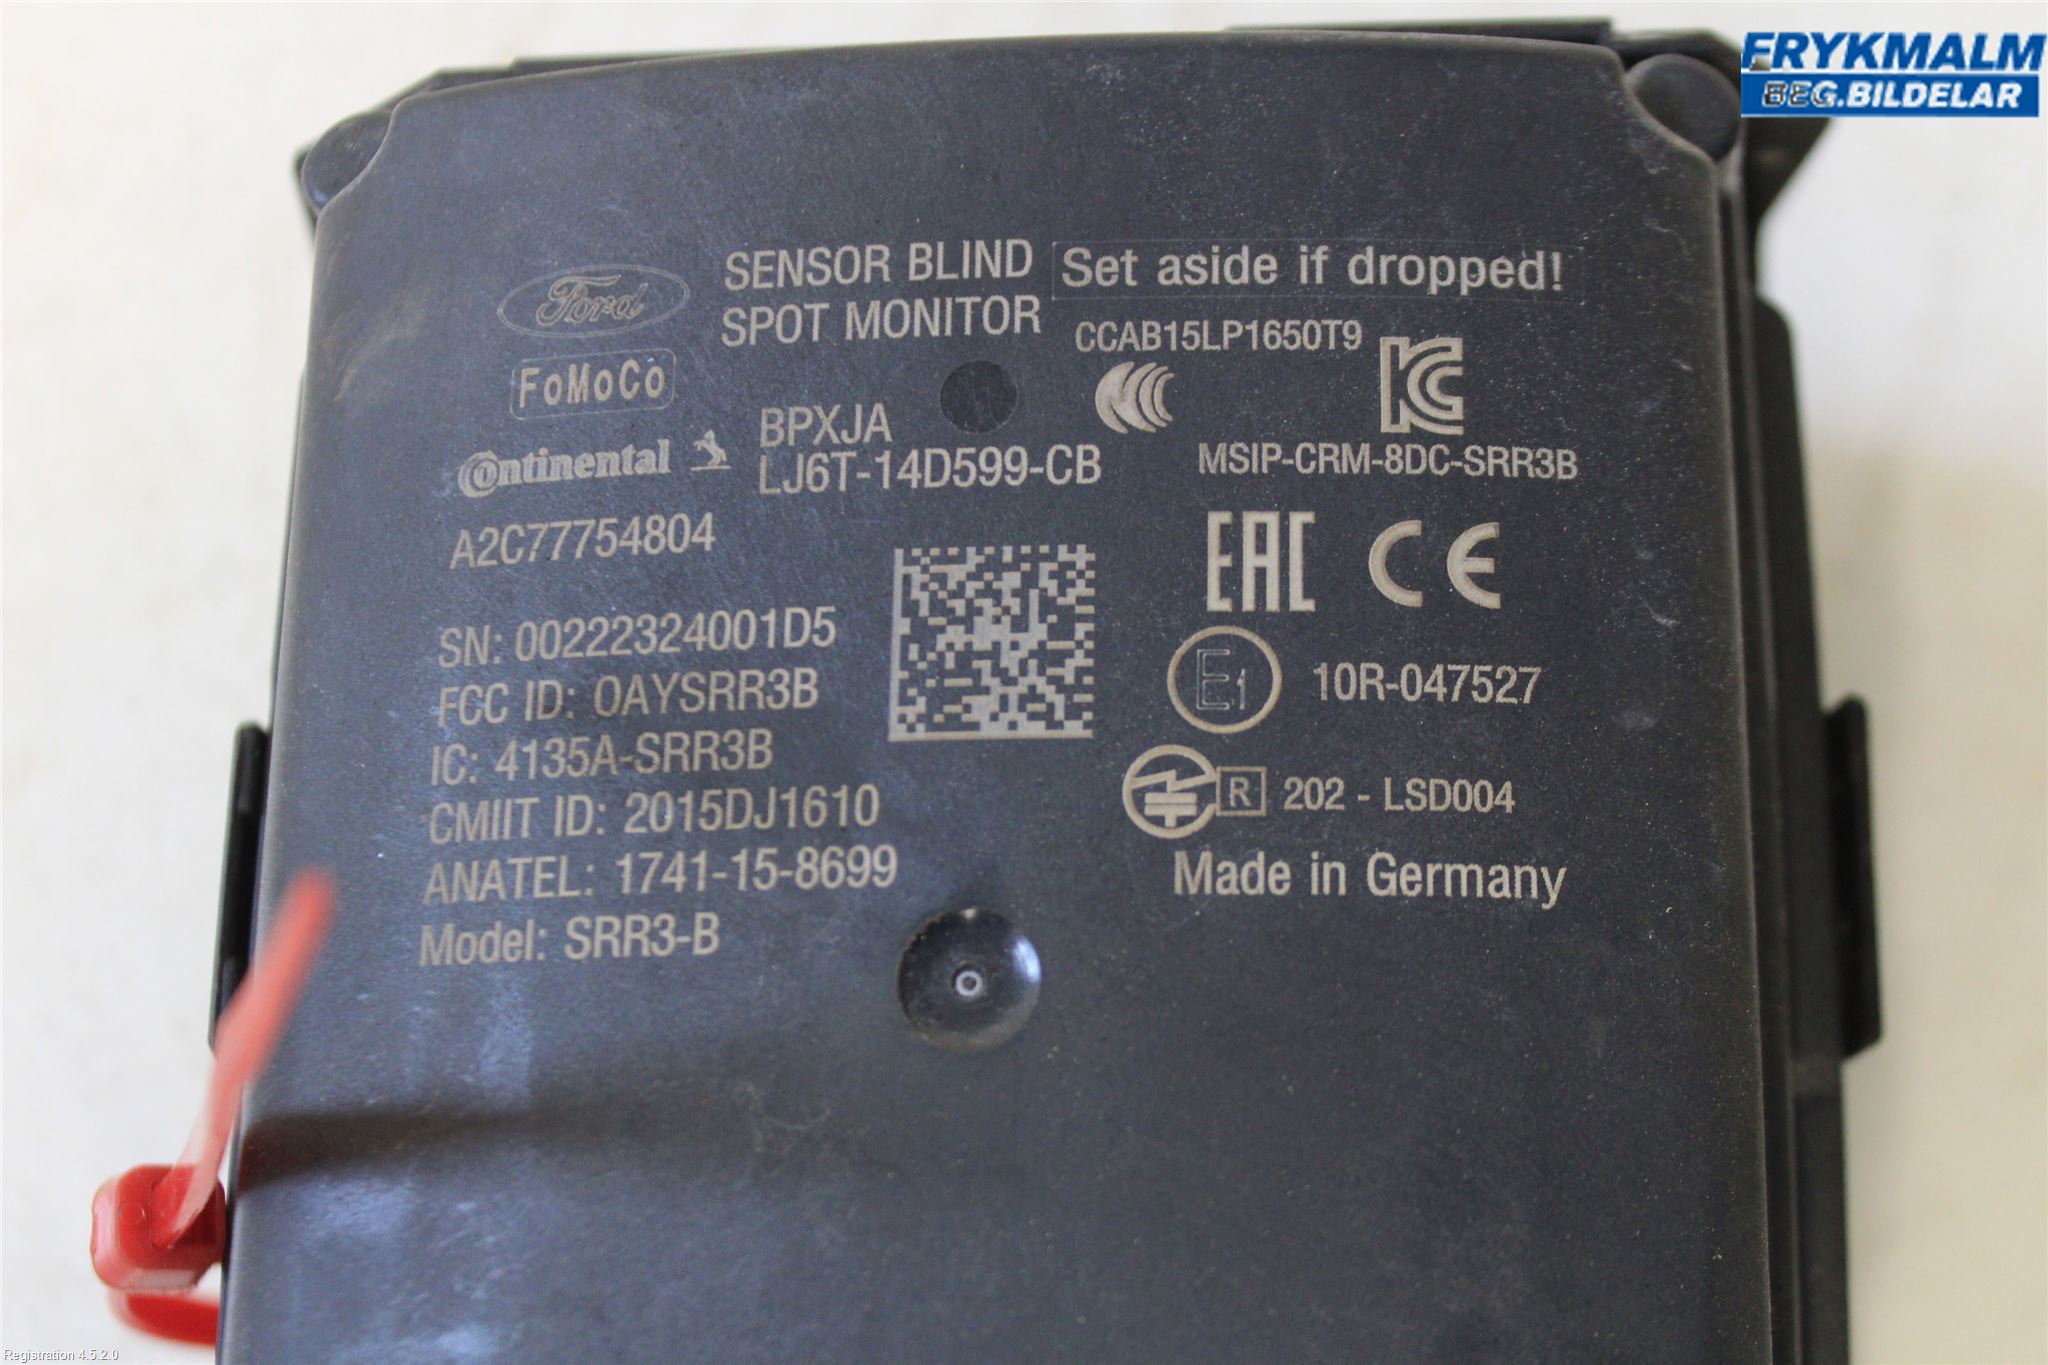 FRYKMALM
BEG.BILDELAR
Ford
SENSOR BLIND
SPOT MONITOR
Set aside if dropped!
FoMoCo
CCAB15LP1650T9
Continental
BPXJA
LJ6T-14D599-CB
MSIP-CRM-8DC-SRR3B
A2C77754804
EAC CE
SN: 00222324001D5
FCC ID: OAYSRR3B
E1 10R-047527
IC: 4135A-SRR3B
CMIIT ID: 2015DJ1610
R 202 - LSD004
ANATEL: 1741-15-8699
Made in Germany
Model: SRR3-B
Registration 4.5.2.0